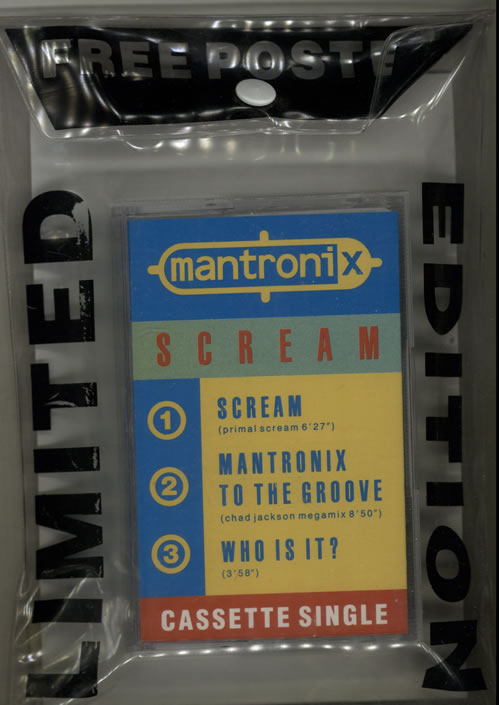 FREE POSTE
LIMITED
EDITION
mantronix
SCREAM
1 SCREAM
(primal scream 6'27")
2 MANTRONIX
TO THE GROOVE
(chad jackson megamix 8'50")
3 WHO IS IT?
(3'58")
CASSETTE SINGLE